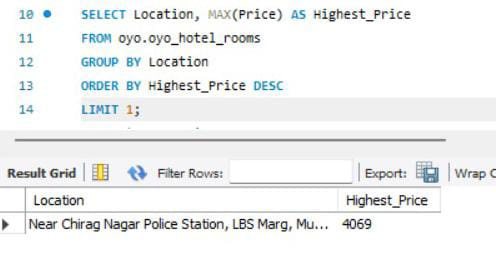 10 SELECT Location, MAX(Price) AS Highest_Price
11 FROM oyo.oyo_hotel_rooms
12 GROUP BY Location
13 ORDER BY Highest_Price DESC
14 LIMIT 1;
Result Grid Filter Rows: Export: Wrap C
Location Highest_Price
Near Chirag Nagar Police Station, LBS Marg, Mu... 4069